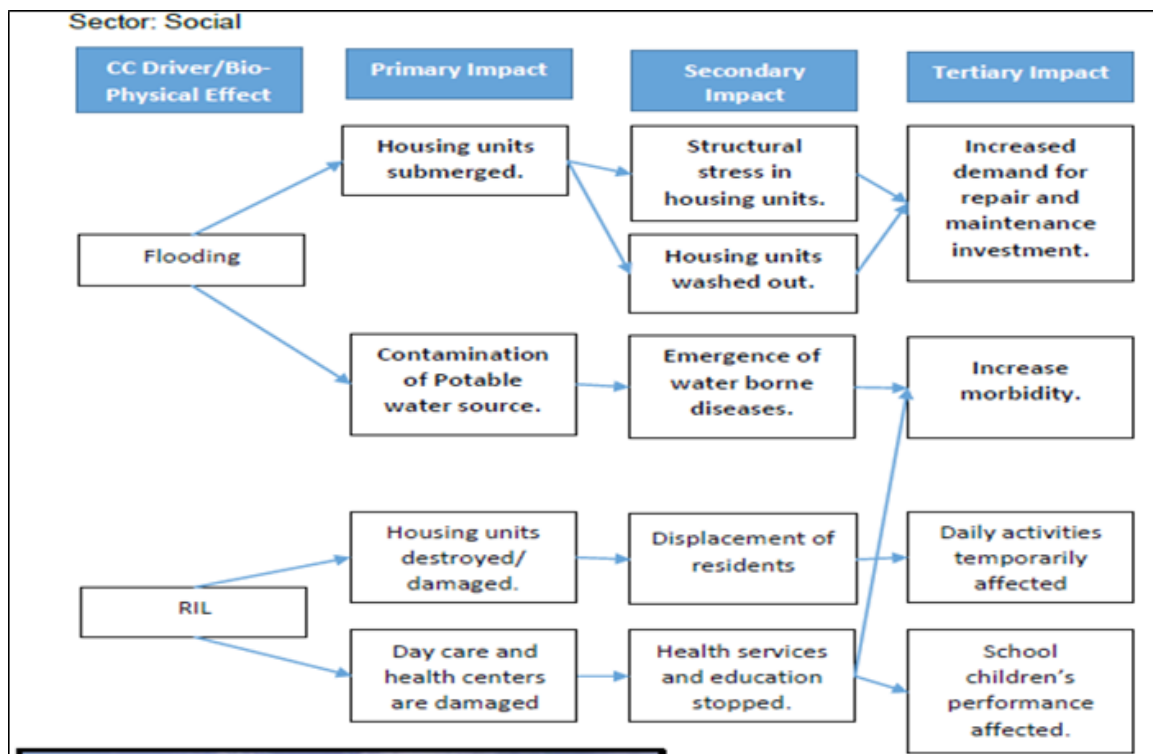 Sector: Social
CC Driver/Bio-
Physical Effect
Primary Impact
Secondary
Impact
Tertiary Impact
Housing units
submerged.
Structural
stress in
housing units.
Increased
demand for
repair and
maintenance
investment.
Flooding
Housing units
washed out.
Contamination
of Potable
water source.
Emergence of
water borne
diseases.
Increase
morbidity.
Housing units
destroyed/
damaged.
Displacement of
residents
Daily activities
temporarily
affected
RIL
Day care and
health centers
are damaged
Health services
and education
stopped.
School
children’s
performance
affected.